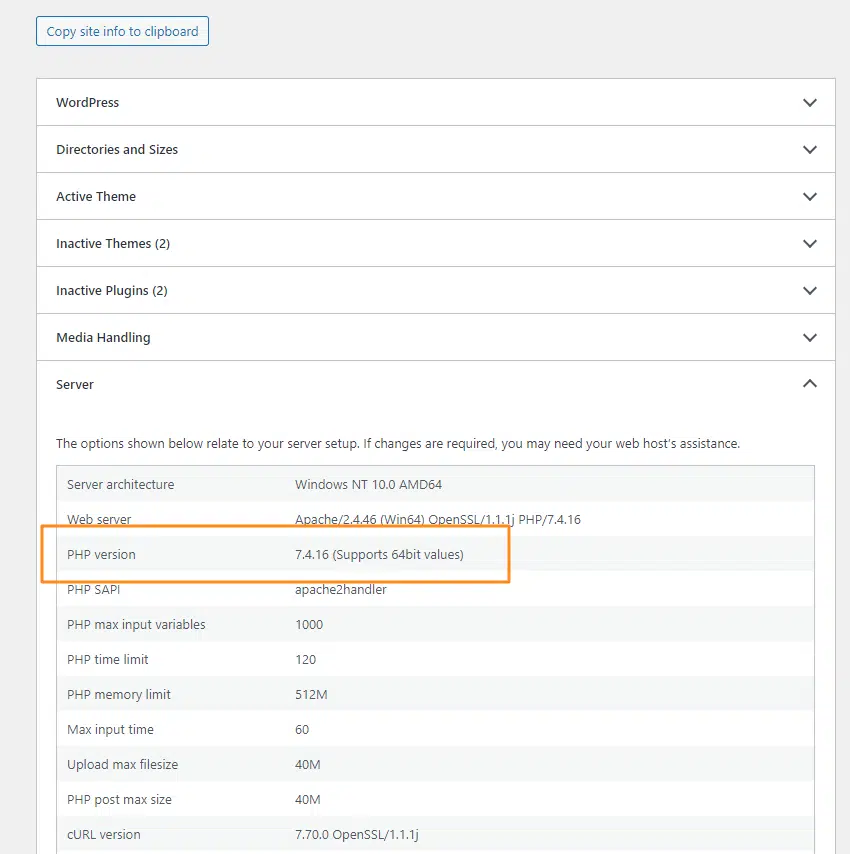 Copy site info to clipboard
WordPress
Directories and Sizes
Active Theme
Inactive Themes (2)
Inactive Plugins (2)
Media Handling
Server
The options shown below relate to your server setup. If changes are required, you may need your web host's assistance.
Server architecture Windows NT 10.0 AMD64
Web server Apache/2.4.46 (Win64) OpenSSL/1.1.1j PHP/7.4.16
PHP version 7.4.16 (Supports 64bit values)
PHP SAPI apache2handler
PHP max input variables 1000
PHP time limit 120
PHP memory limit 512M
Max input time 60
Upload max filesize 40M
PHP post max size 40M
cURL version 7.70.0 OpenSSL/1.1.1j